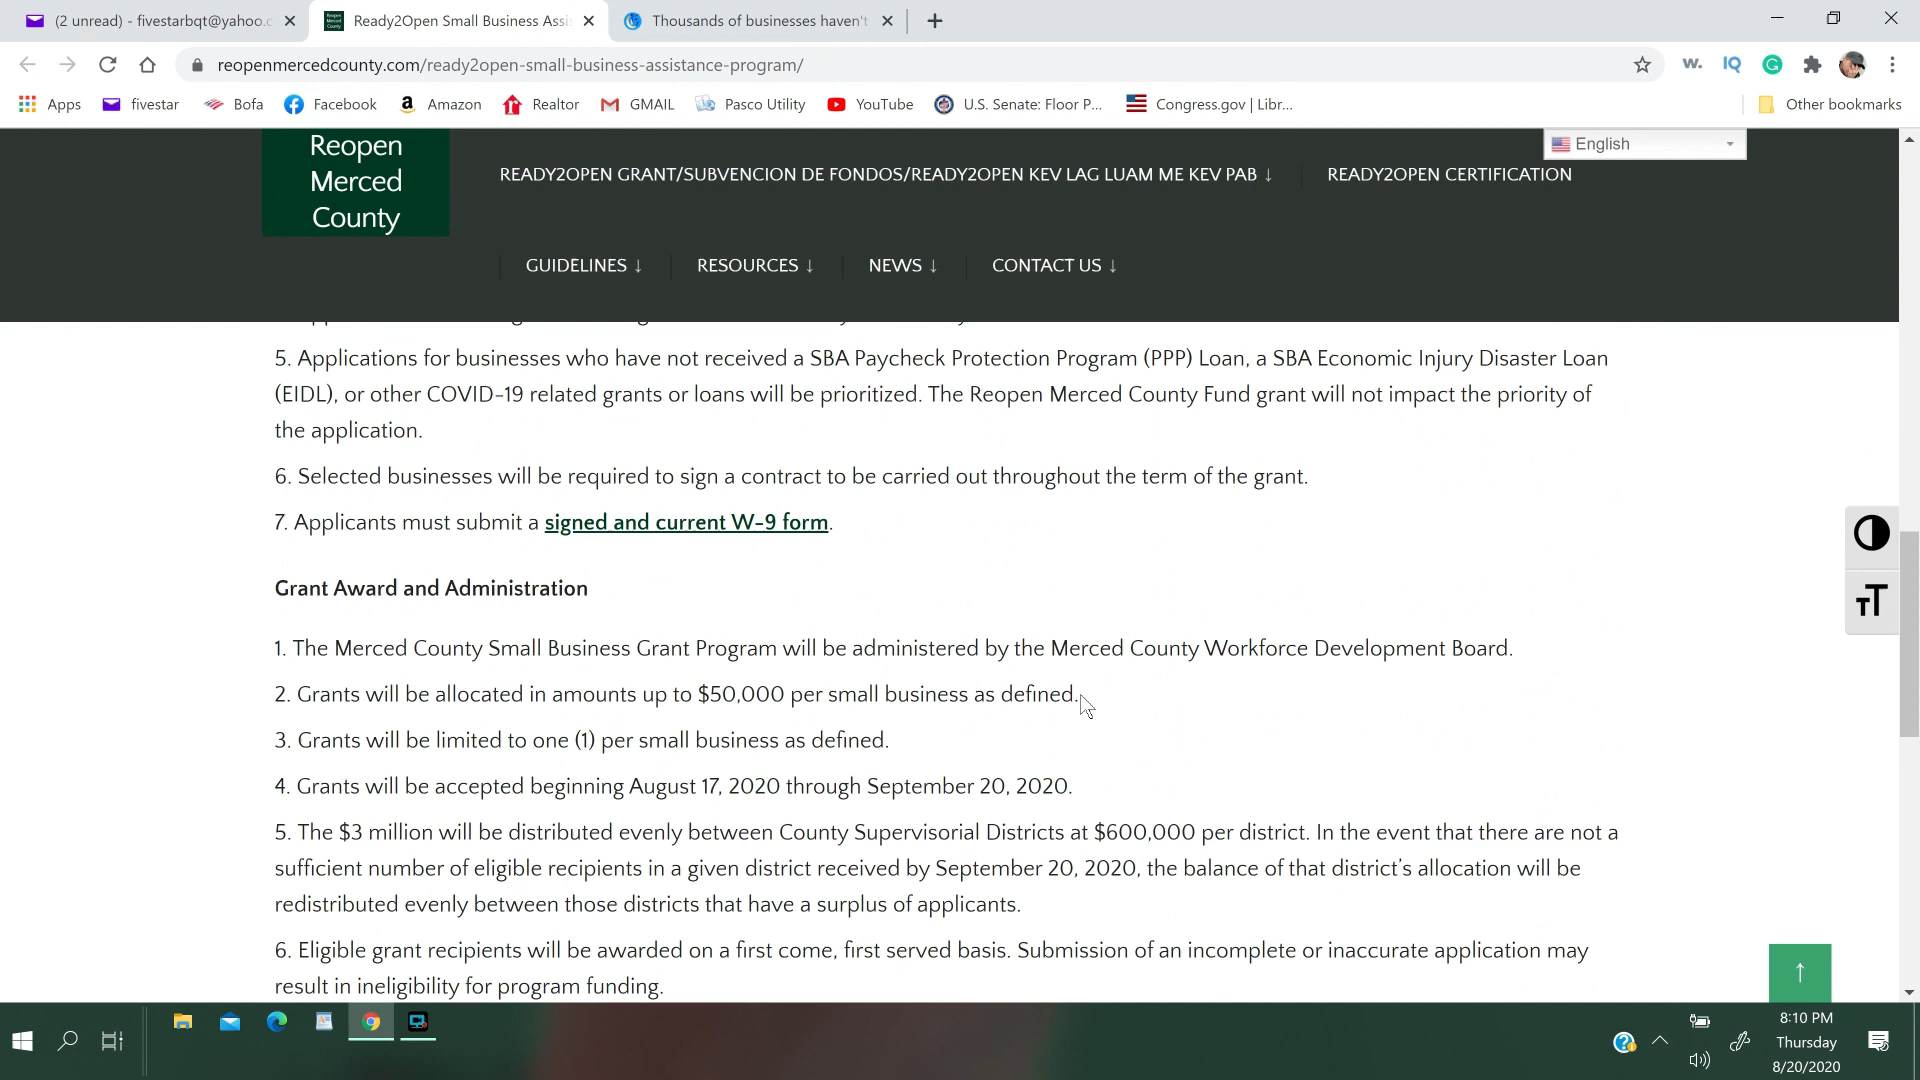 (2 unread) - fivestarbqt@yahoo.c
Ready2Open Small Business Assi
Thousands of businesses haven't
reopenmercedcounty.com/ready2open-small-business-assistance-program/
w.
IQ
Apps
fivestar
Bofa
Facebook
Amazon
Realtor
GMAIL
Pasco Utility
YouTube
U.S. Senate: Floor P...
Congress.gov | Libr...
Other bookmarks
Reopen
Merced
County
READY2OPEN GRANT/SUBVENCION DE FONDOS/READY2OPEN KEV LAG LUAM ME KEV PAB ↓
READY2OPEN CERTIFICATION
English
GUIDELINES ↓
RESOURCES ↓
NEWS ↓
CONTACT US ↓
5. Applications for businesses who have not received a SBA Paycheck Protection Program (PPP) Loan, a SBA Economic Injury Disaster Loan
(EIDL), or other COVID-19 related grants or loans will be prioritized. The Reopen Merced County Fund grant will not impact the priority of
the application.
6. Selected businesses will be required to sign a contract to be carried out throughout the term of the grant.
7. Applicants must submit a signed and current W-9 form.
Grant Award and Administration
1. The Merced County Small Business Grant Program will be administered by the Merced County Workforce Development Board.
2. Grants will be allocated in amounts up to $50,000 per small business as defined.
3. Grants will be limited to one (1) per small business as defined.
4. Grants will be accepted beginning August 17, 2020 through September 20, 2020.
5. The $3 million will be distributed evenly between County Supervisorial Districts at $600,000 per district. In the event that there are not a
sufficient number of eligible recipients in a given district received by September 20, 2020, the balance of that district's allocation will be
redistributed evenly between those districts that have a surplus of applicants.
6. Eligible grant recipients will be awarded on a first come, first served basis. Submission of an incomplete or inaccurate application may
result in ineligibility for program funding.
TT
↑
8:10 PM
Thursday
8/20/2020